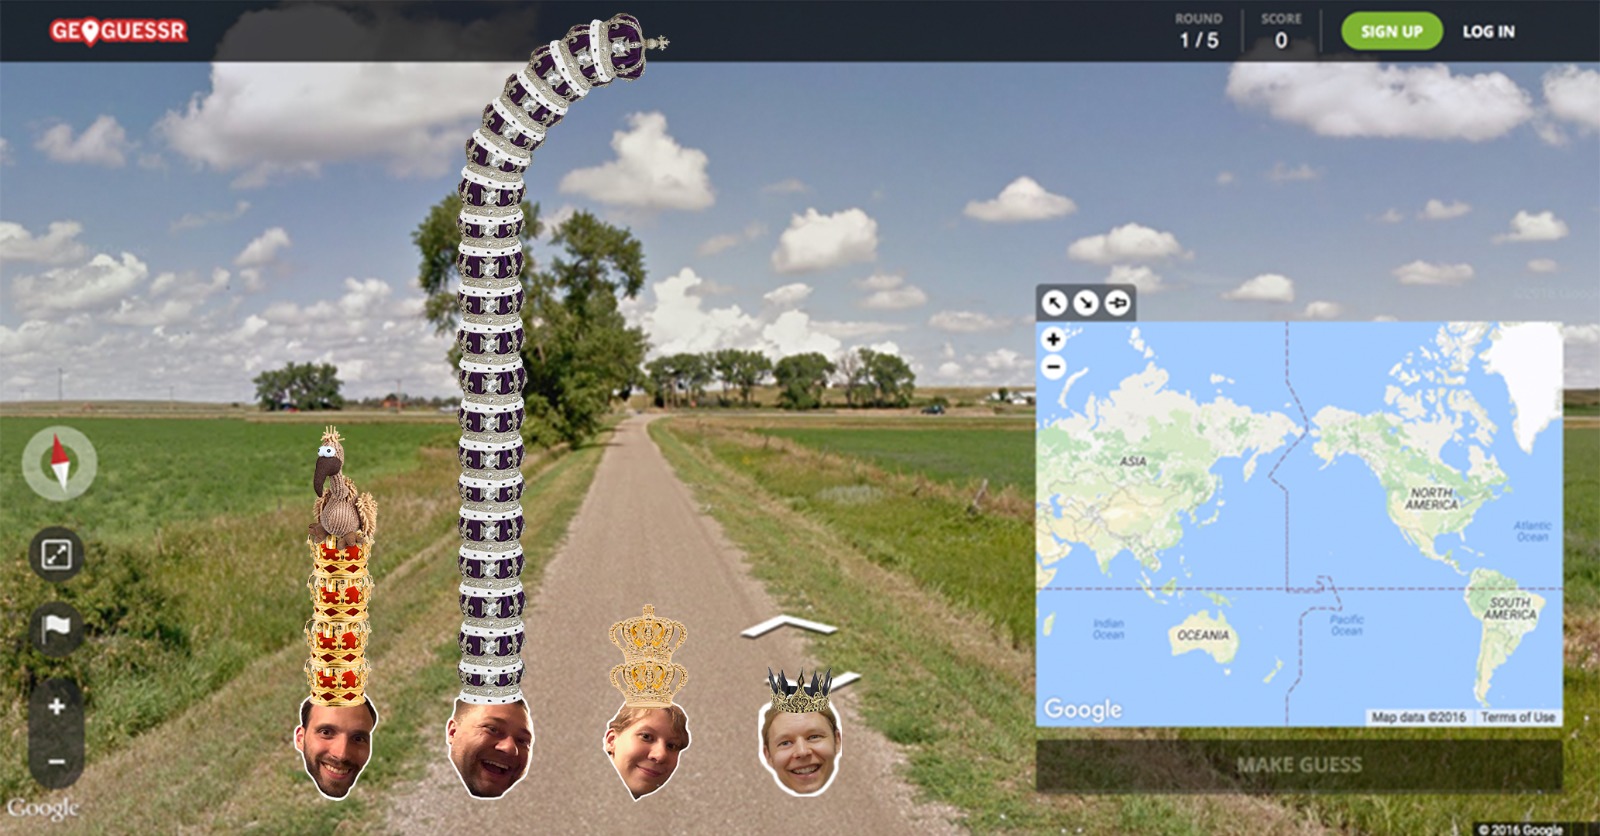 GEOGUESSR
ROUND
1 / 5
SCORE
0
SIGN UP
LOG IN
ASIA
NORTH
AMERICA
Atlantic
Ocean
Indian
Ocean
OCEANIA
Pacific
Ocean
SOUTH
AMERICA
Google
Map data ©2016
Terms of Use
MAKE GUESS
Google
© 2016 Google